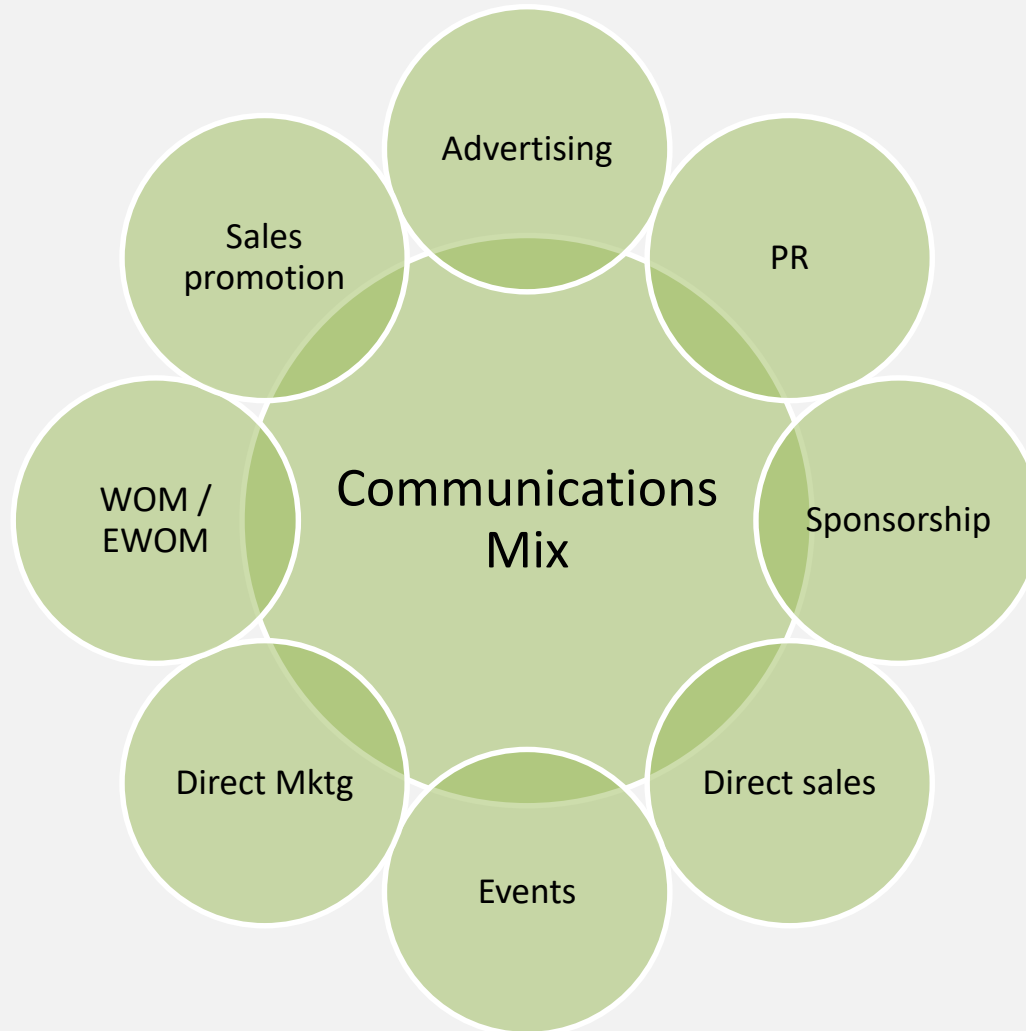 Advertising
PR
Sponsorship
Direct sales
Events
Direct Mktg
WOM /
EWOM
Sales
promotion
Communications
Mix